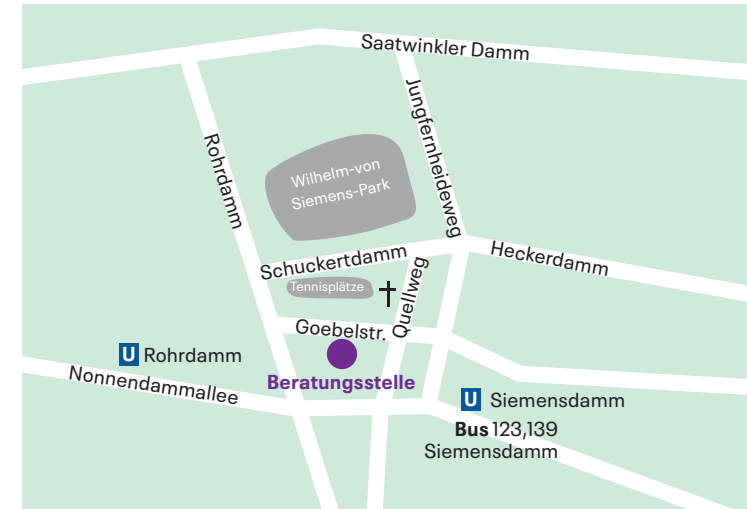 Saatwinkler Damm
Jungfernheideweg
Rohrdamm
Wilhelm-von
Siemens-Park
Schuckertdamm
Heckerdamm
Tennisplätze
Quellweg
Goebelstr.
U Rohrdamm
Beratungsstelle
Nonnendammallee
U Siemensdamm
Bus 123,139
Siemensdamm